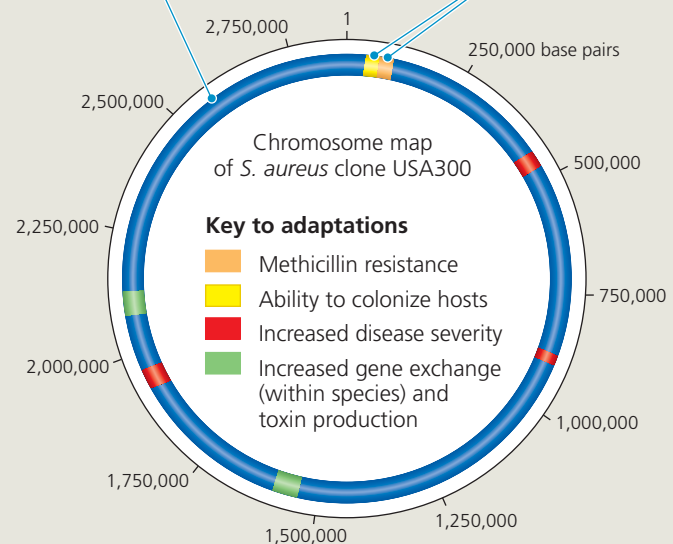 1
250,000 base pairs
500,000
750,000
1,000,000
1,250,000
1,500,000
1,750,000
2,000,000
2,250,000
2,500,000
2,750,000
Chromosome map
of S. aureus clone USA300
Key to adaptations
Methicillin resistance
Ability to colonize hosts
Increased disease severity
Increased gene exchange
(within species) and
toxin production